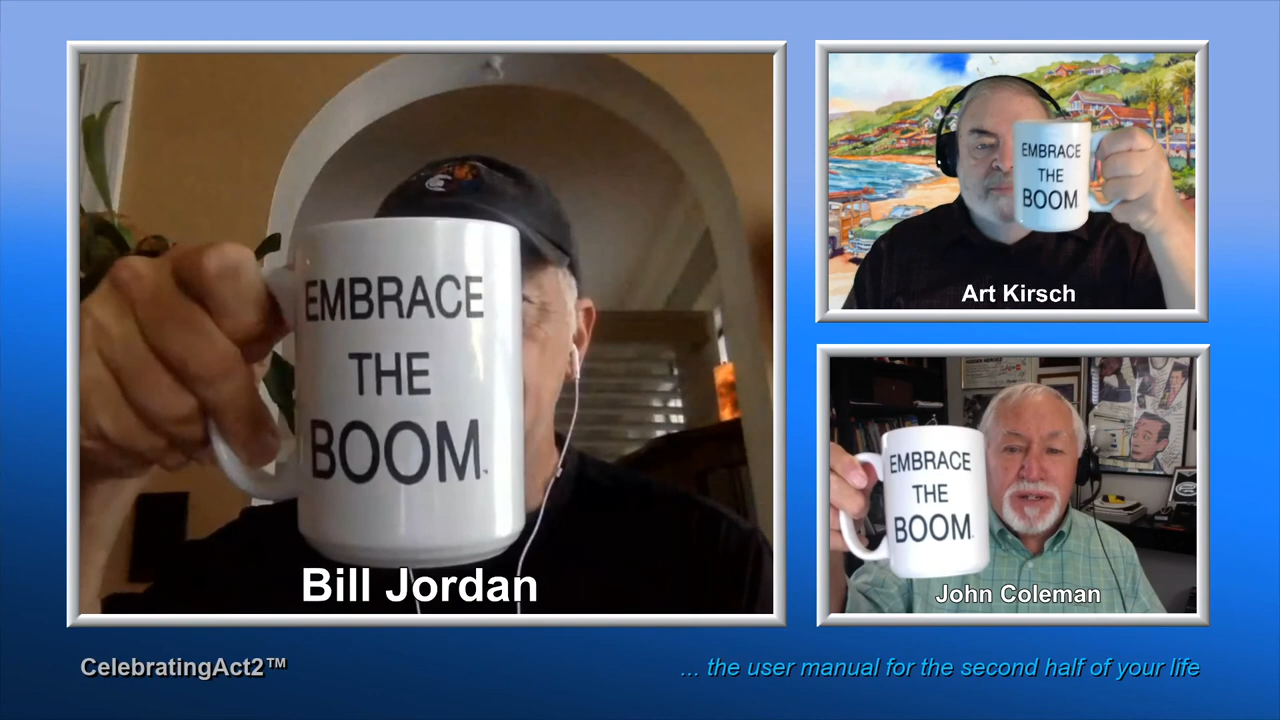 EMBRACE
THE
BOOM
Bill Jordan
EMBRACE
THE
BOOM
Art Kirsch
EMBRACE
THE
BOOM
John Coleman
CelebratingAct2™
... the user manual for the second half of your life